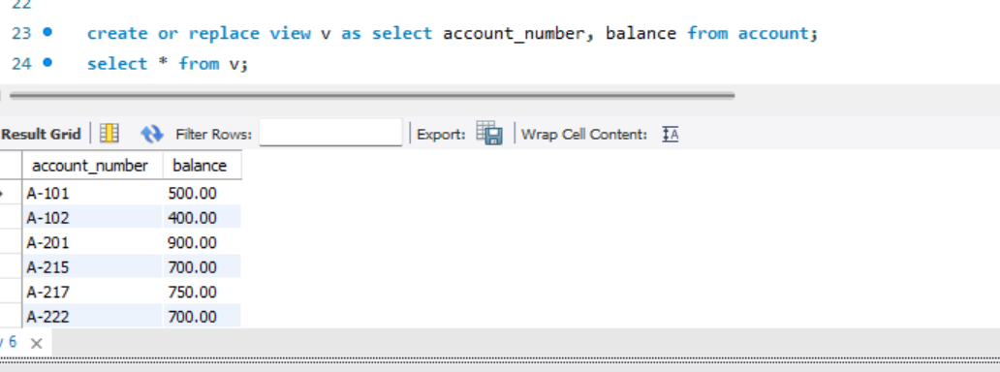 22
23 create or replace view v as select account_number, balance from account;
24 select * from v;
Result Grid Filter Rows: Export: Wrap Cell Content: IA
account_number balance
A-101 500.00
A-102 400.00
A-201 900.00
A-215 700.00
A-217 750.00
A-222 700.00
6 ×